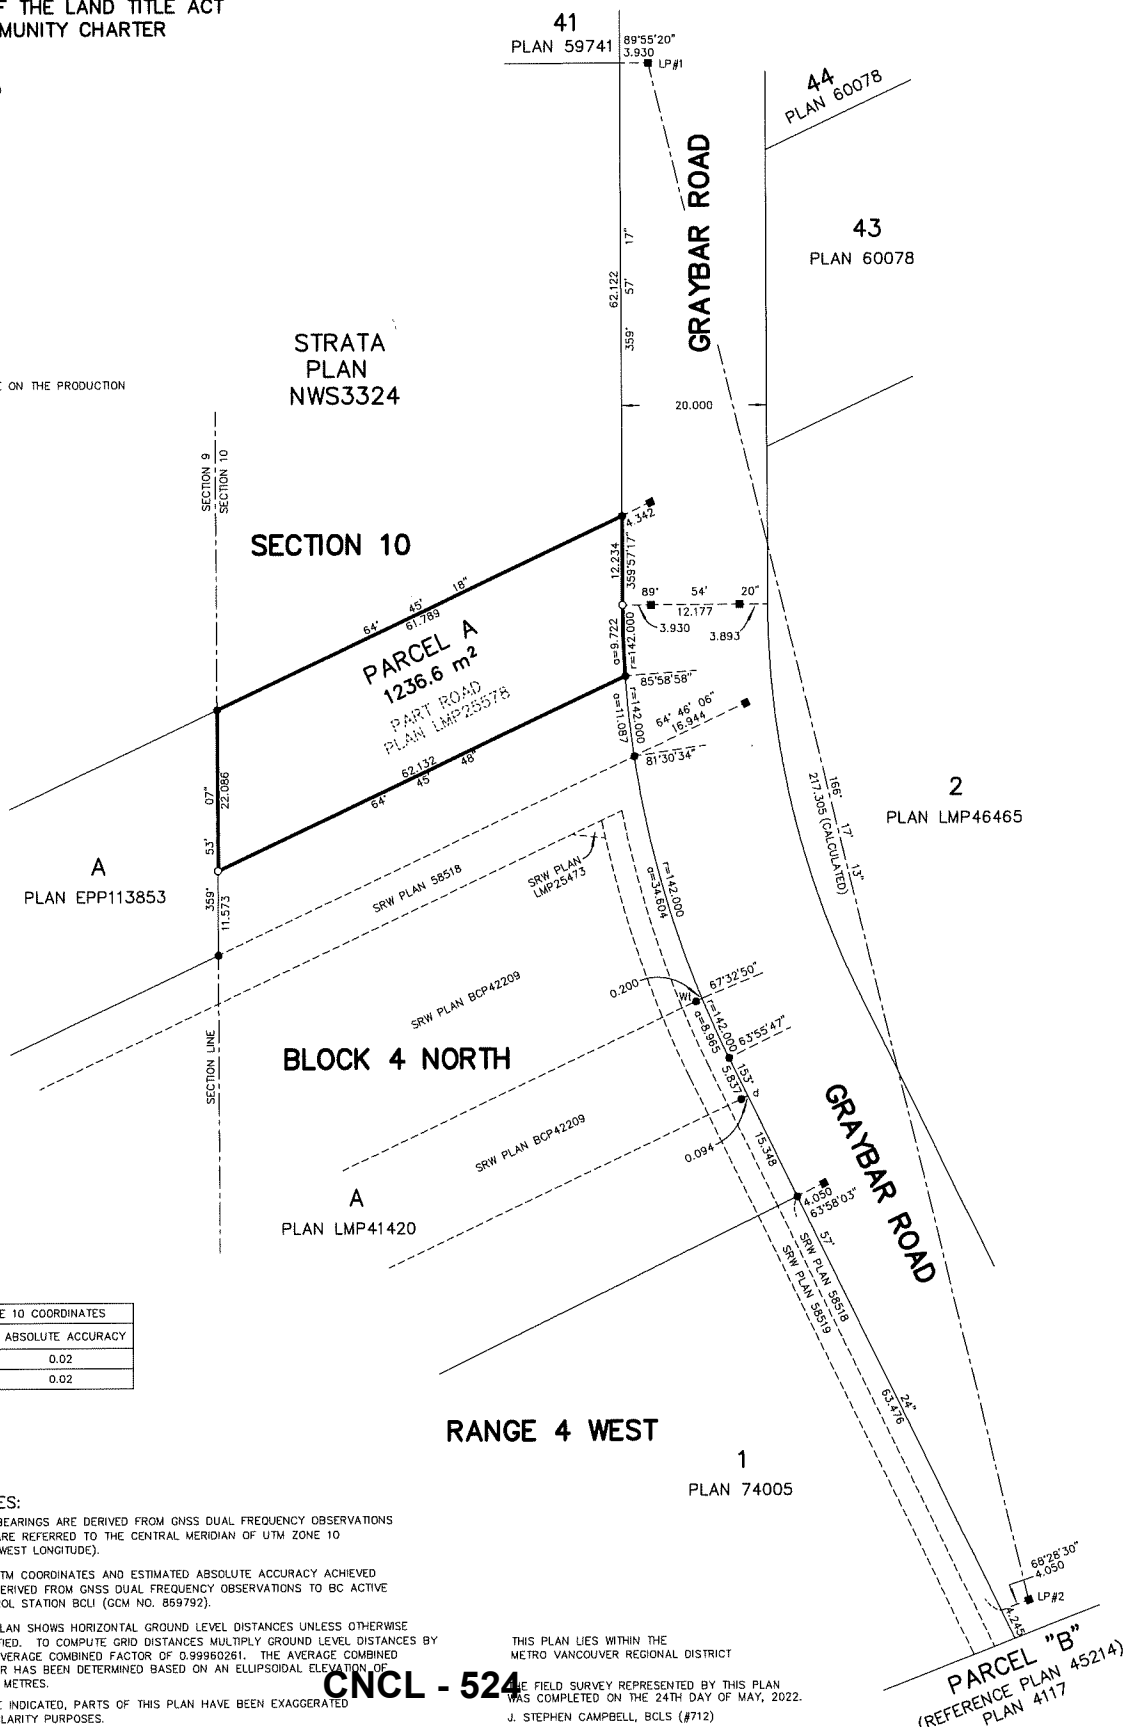 F THE LAND TITLE ACT
MUNITY CHARTER
41
PLAN 59741
89°55'20"
3.930
LP#1
44
PLAN 60078
GRAYBAR ROAD
43
PLAN 60078
359° 57' 17"
62.122
STRATA
PLAN
NWS3324
E ON THE PRODUCTION
20.000
SECTION 9
SECTION 10
SECTION 10
4.342
12.234
359°57'17"
89° 54' 20"
12.177
3.930
3.893
64° 45' 18"
61.789
PARCEL A
1236.6 m²
PART ROAD
PLAN LMP25578
a=9.722
r=142.000
85°58'58"
r=142.000
a=11.087
64° 46' 06"
16.944
81°30'34"
62.132
64° 45' 48"
22.086
359° 53' 07"
11.573
A
PLAN EPP113853
2
PLAN LMP46465
166° 17' 13"
217.305 (CALCULATED)
SRW PLAN 58518
SRW PLAN
LMP25473
r=142.000
a=34.604
0.200
Wt
67°32'50"
SRW PLAN BCP42209
r=142.000
a=8.965
63°55'47"
BLOCK 4 NORTH
SECTION LINE
5.837
153°
d
GRAYBAR ROAD
SRW PLAN BCP42209
0.094
15.348
A
PLAN LMP41420
4.050
63°58'03"
57'
SRW PLAN 58518
SRW PLAN 58519
E 10 COORDINATES
ABSOLUTE ACCURACY
0.02
0.02
24"
63.476
RANGE 4 WEST
1
PLAN 74005
ES:
BEARINGS ARE DERIVED FROM GNSS DUAL FREQUENCY OBSERVATIONS
ARE REFERRED TO THE CENTRAL MERIDIAN OF UTM ZONE 10
WEST LONGITUDE).
TM COORDINATES AND ESTIMATED ABSOLUTE ACCURACY ACHIEVED
ERIVED FROM GNSS DUAL FREQUENCY OBSERVATIONS TO BC ACTIVE
OL STATION BCLI (GCM NO. 859792).
LAN SHOWS HORIZONTAL GROUND LEVEL DISTANCES UNLESS OTHERWISE
IED. TO COMPUTE GRID DISTANCES MULTIPLY GROUND LEVEL DISTANCES BY
VERAGE COMBINED FACTOR OF 0.99960261. THE AVERAGE COMBINED
R HAS BEEN DETERMINED BASED ON AN ELLIPSOIDAL ELEVATION OF
METRES.
E INDICATED, PARTS OF THIS PLAN HAVE BEEN EXAGGERATED
LARITY PURPOSES.
CNCL - 524
THIS PLAN LIES WITHIN THE
METRO VANCOUVER REGIONAL DISTRICT
HE FIELD SURVEY REPRESENTED BY THIS PLAN
WAS COMPLETED ON THE 24TH DAY OF MAY, 2022.
J. STEPHEN CAMPBELL, BCLS (#712)
68°28'30"
4.050
LP#2
4.245
PARCEL "B"
(REFERENCE PLAN 45214)
PLAN 4117